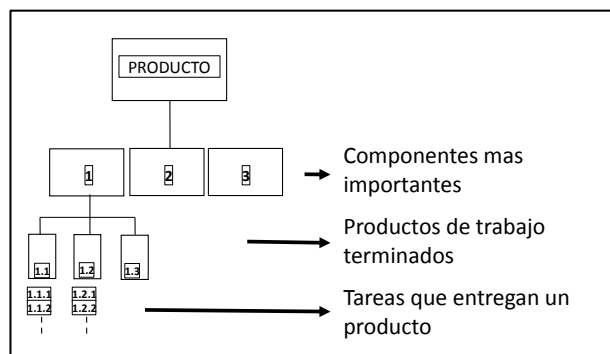 PRODUCTO
1 2 3
Componentes mas
importantes
Productos de trabajo
terminados
1.1 1.2 1.3
1.1.1 1.2.1
1.1.2 1.2.2
Tareas que entregan un
producto